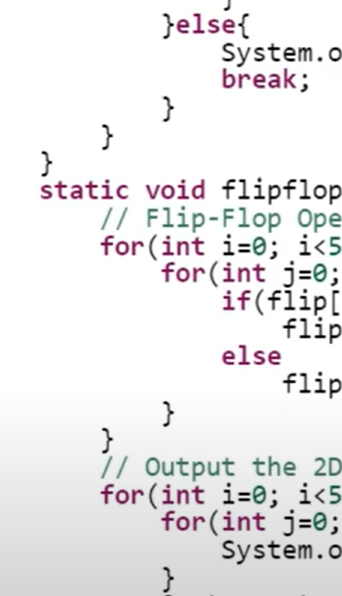 }
}else{
System.o
break;
}
}
}
static void flipflop
// Flip-Flop Ope
for(int i=0; i<5
for(int j=0;
if(flip[
flip
else
flip
}
}
// Output the 2D
for(int i=0; i<5
for(int j=0;
System.o
}